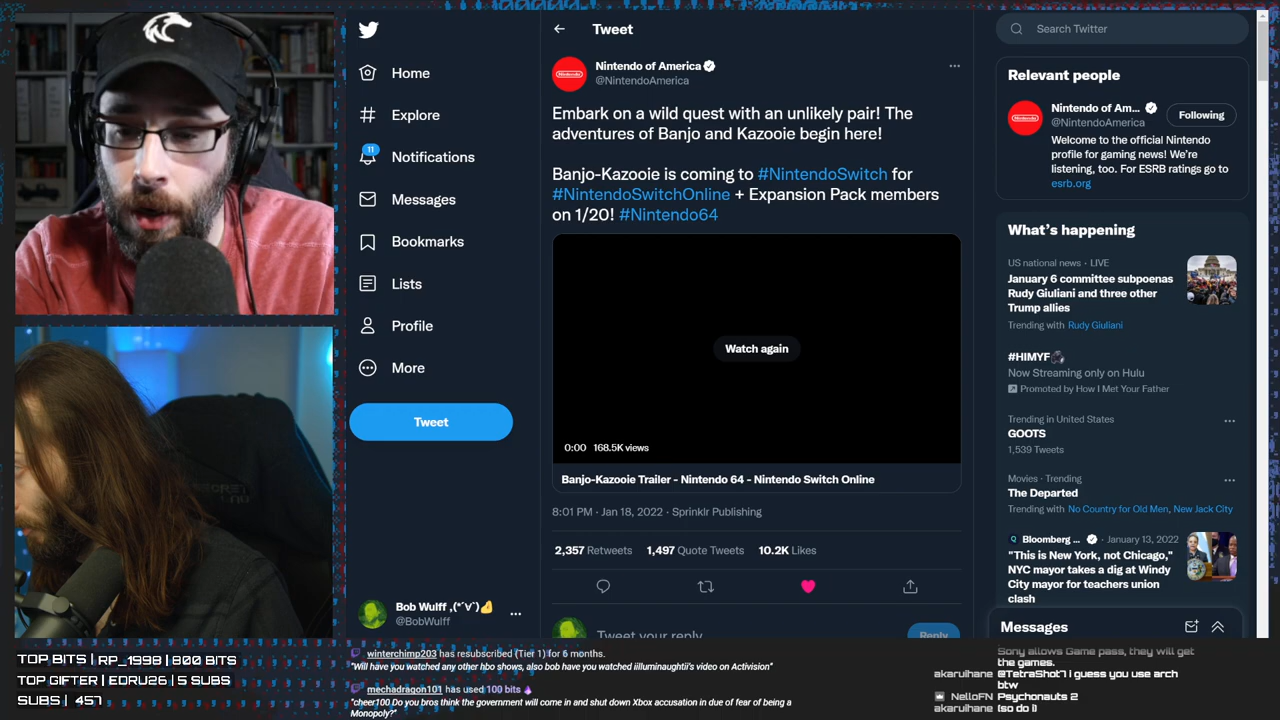 Home
Explore
11
Notifications
Messages
Bookmarks
Lists
Profile
More
Tweet
Bob Wulff ,(*´v`)
@BobWulff
Tweet
Nintendo of America
@NintendoAmerica
Embark on a wild quest with an unlikely pair! The
adventures of Banjo and Kazooie begin here!
Banjo-Kazooie is coming to #NintendoSwitch for
#NintendoSwitchOnline + Expansion Pack members
on 1/20! #Nintendo64
Watch again
0:00 168.5K views
Banjo-Kazooie Trailer - Nintendo 64 - Nintendo Switch Online
8:01 PM · Jan 18, 2022 · Sprinklr Publishing
2,357 Retweets 1,497 Quote Tweets 10.2K Likes
Tweet your reply
Reply
Search Twitter
Relevant people
Nintendo of Am...
@NintendoAmerica
Following
Welcome to the official Nintendo
profile for gaming news! We're
listening, too. For ESRB ratings go to
esrb.org
What's happening
US national news · LIVE
January 6 committee subpoenas
Rudy Giuliani and three other
Trump allies
Trending with Rudy Giuliani
#HIMYF
Now Streaming only on Hulu
Promoted by How I Met Your Father
Trending in United States
GOOTS
1,539 Tweets
Movies · Trending
The Departed
Trending with No Country for Old Men, New Jack City
Bloomberg ... · January 13, 2022
"This is New York, not Chicago,"
NYC mayor takes a dig at Windy
City mayor for teachers union
clash
Messages
TOP BITS | RP_1998 | 800 BITS
TOP GIFTER | EDRU26 | 5 SUBS
SUBS | 457
winterchimp203 has resubscribed (Tier 1) for 6 months.
"Will have you watched any other hbo shows, also bob have you watched illuminaughtii's video on Activision"
mechadragon101 has used 100 bits
"cheer100 Do you bros think the government will come in and shut down Xbox accusation in due of fear of being a
Monopoly?"
Sony allows Game pass, they will get
the games.
akarulhane @TetraShot7 I guess you use arch
btw
NelloFN Psychonauts 2
akarulhane (so do I)